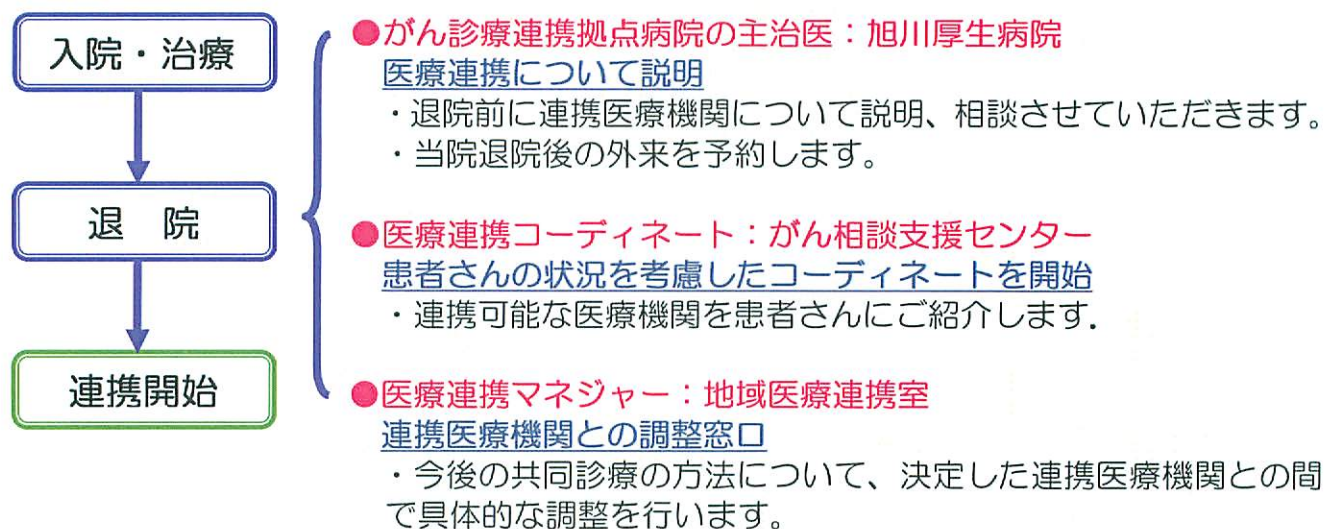 入院・治療
退　院
連携開始
●がん診療連携拠点病院の主治医：旭川厚生病院
医療連携について説明
・退院前に連携医療機関について説明、相談させていただきます。
・当院退院後の外来を予約します。
●医療連携コーディネート：がん相談支援センター
患者さんの状況を考慮したコーディネートを開始
・連携可能な医療機関を患者さんにご紹介します.
●医療連携マネジャー：地域医療連携室
連携医療機関との調整窓口
・今後の共同診療の方法について、決定した連携医療機関との間
で具体的な調整を行います。